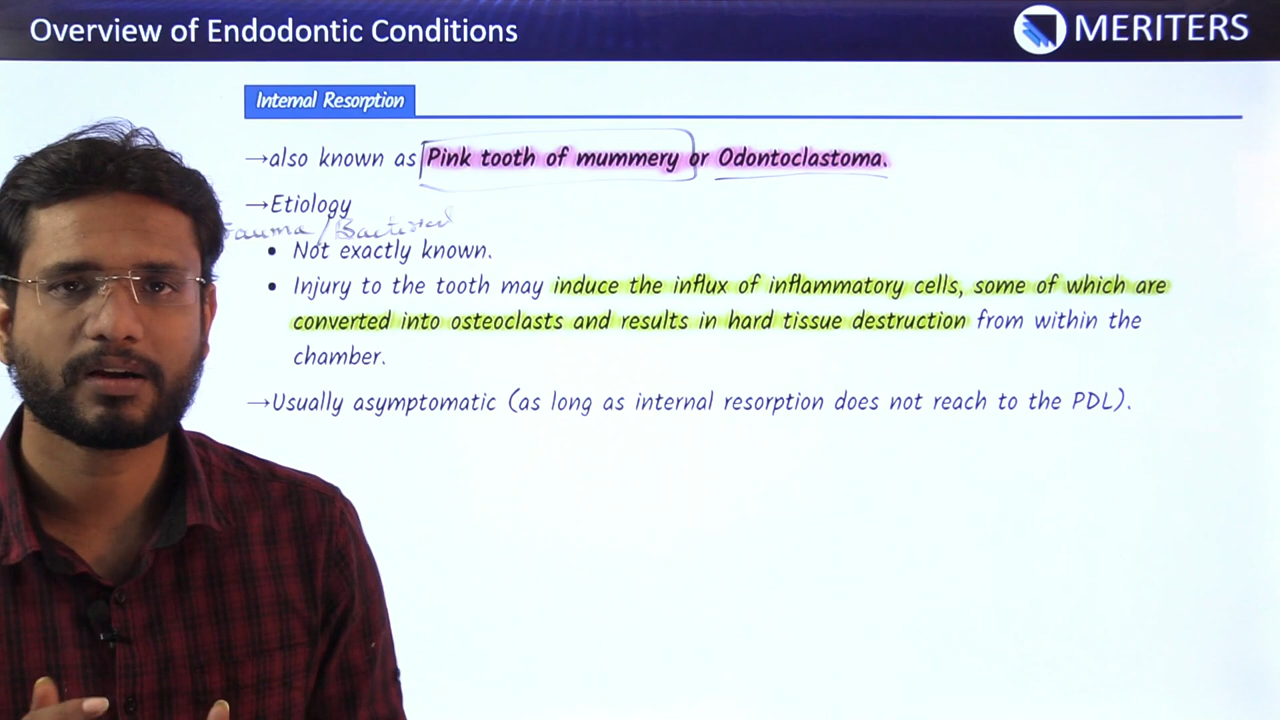 Overview of Endodontic Conditions
MERITERS
Internal Resorption
→also known as Pink tooth of mummery or Odontoclastoma.
→Etiology
rauma / Bacterial
• Not exactly known.
• Injury to the tooth may induce the influx of inflammatory cells, some of which are
converted into osteoclasts and results in hard tissue destruction from within the
chamber.
→Usually asymptomatic (as long as internal resorption does not reach to the PDL).